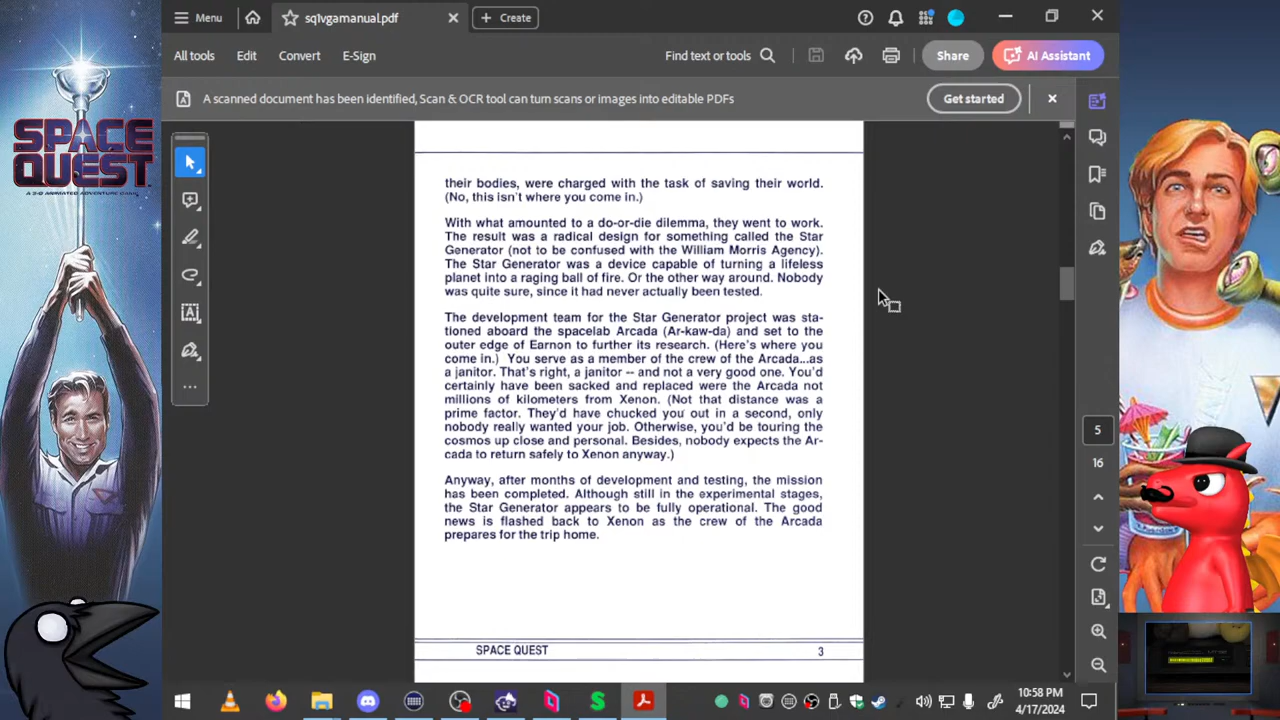 Menu
sq1vgamanual.pdf
Create
All tools
Edit
Convert
E-Sign
Find text or tools
Share
AI Assistant
A scanned document has been identified, Scan & OCR tool can turn scans or images into editable PDFs
Get started
SPACE
QUEST
A 3-D ANIMATED ADVENTURE GAME
their bodies, were charged with the task of saving their world.
(No, this isn't where you come in.)
With what amounted to a do-or-die dilemma, they went to work.
The result was a radical design for something called the Star
Generator (not to be confused with the William Morris Agency).
The Star Generator was a device capable of turning a lifeless
planet into a raging ball of fire. Or the other way around. Nobody
was quite sure, since it had never actually been tested.
The development team for the Star Generator project was sta-
tioned aboard the spacelab Arcada (Ar-kaw-da) and set to the
outer edge of Earnon to further its research. (Here's where you
come in.) You serve as a member of the crew of the Arcada...as
a janitor. That's right, a janitor -- and not a very good one. You'd
certainly have been sacked and replaced were the Arcada not
millions of kilometers from Xenon. (Not that distance was a
prime factor. They'd have chucked you out in a second, only
nobody really wanted your job. Otherwise, you'd be touring the
cosmos up close and personal. Besides, nobody expects the Ar-
cada to return safely to Xenon anyway.)
Anyway, after months of development and testing, the mission
has been completed. Although still in the experimental stages,
the Star Generator appears to be fully operational. The good
news is flashed back to Xenon as the crew of the Arcada
prepares for the trip home.
SPACE QUEST 3
5
16
10:58 PM
4/17/2024